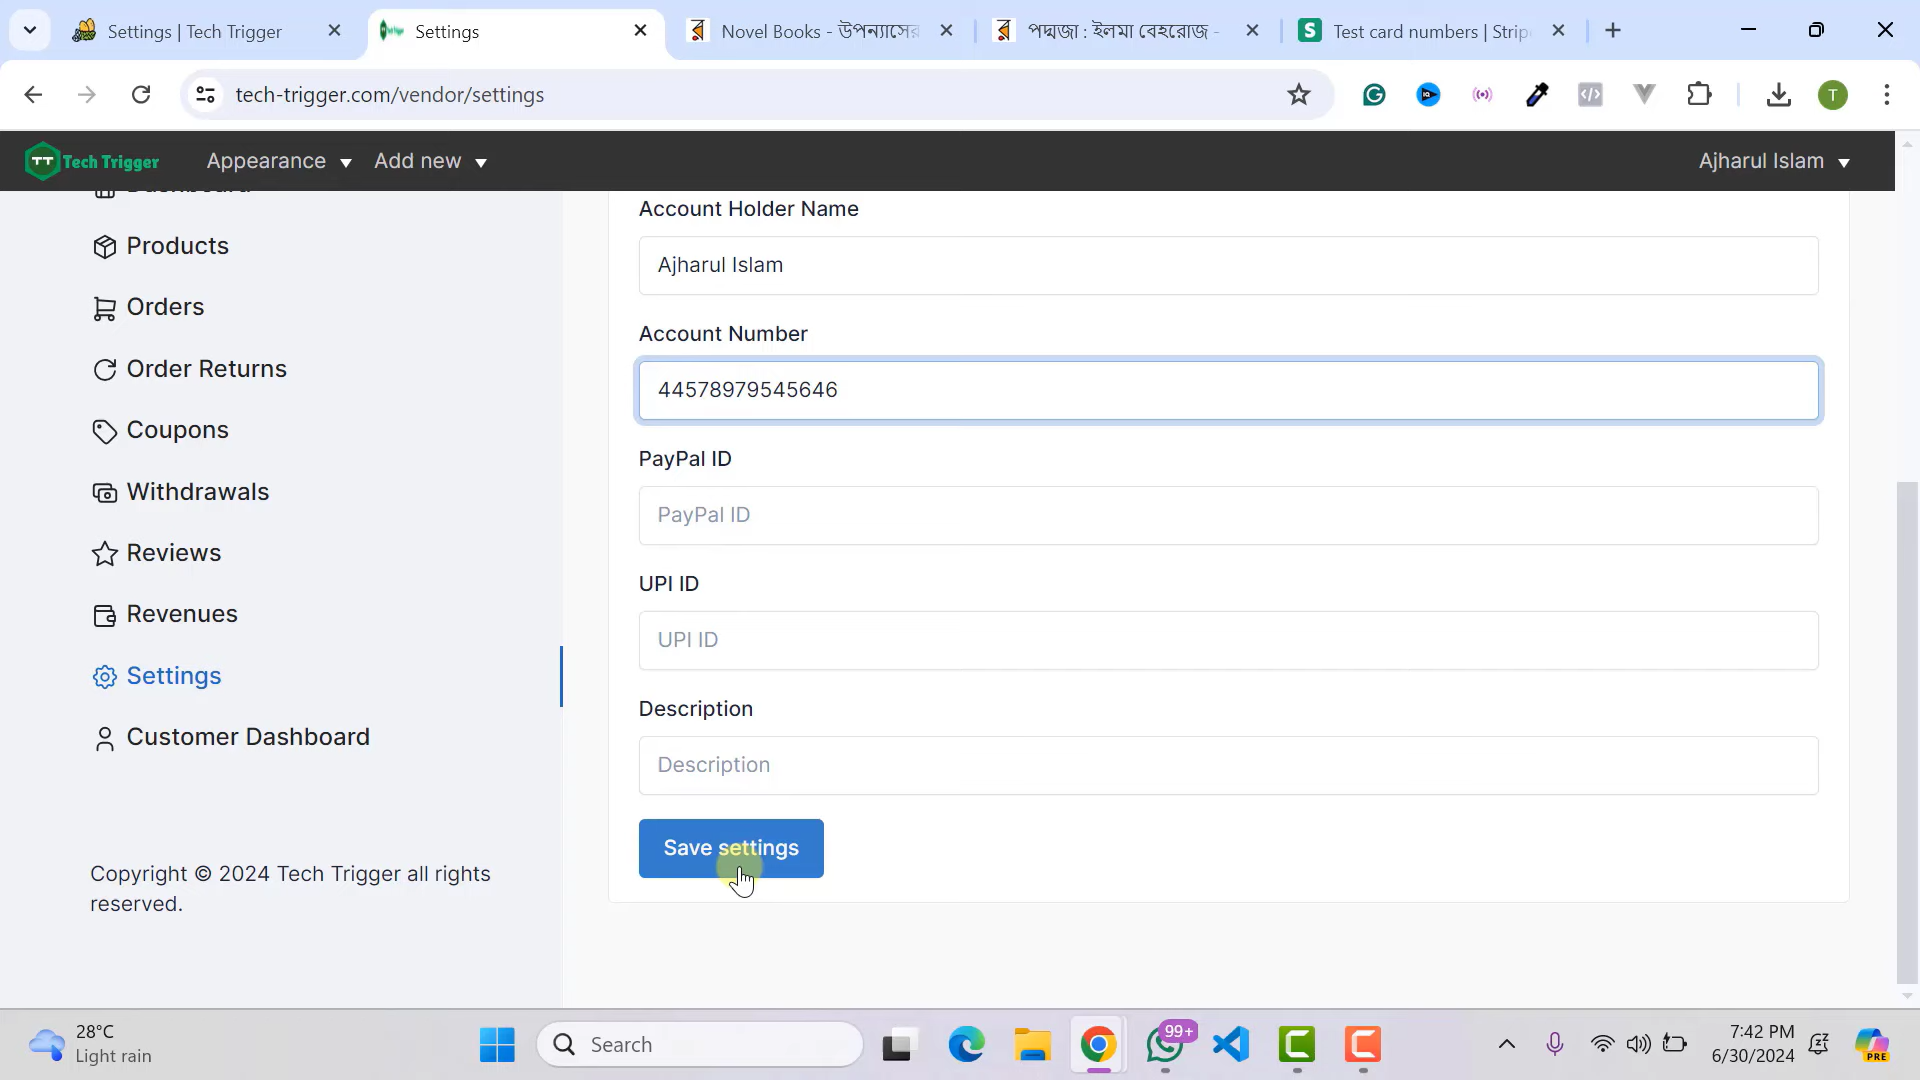 Settings | Tech Trigger
Settings
Novel Books - উপন্যাসের
পদ্মজা : ইলমা বেহরোজ -
Test card numbers | Strip
tech-trigger.com/vendor/settings
T
TT Tech Trigger
Appearance
Add new
Ajharul Islam
Products
Orders
Order Returns
Coupons
Withdrawals
Reviews
Revenues
Settings
Customer Dashboard
Copyright © 2024 Tech Trigger all rights
reserved.
Account Holder Name
Ajharul Islam
Account Number
44578979545646
PayPal ID
PayPal ID
UPI ID
UPI ID
Description
Description
Save settings
28°C
Light rain
Search
99+
7:42 PM
6/30/2024
PRE